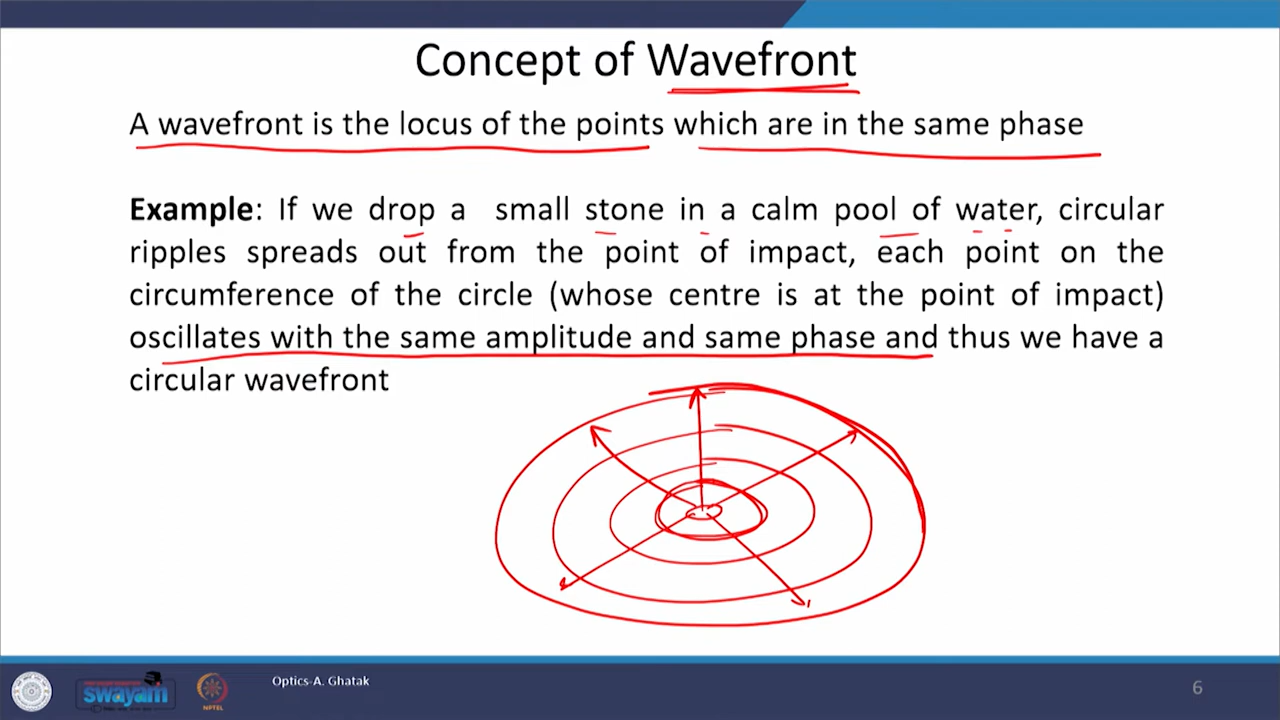 Concept of Wavefront
A wavefront is the locus of the points which are in the same phase
Example: If we drop a small stone in a calm pool of water, circular
ripples spreads out from the point of impact, each point on the
circumference of the circle (whose centre is at the point of impact)
oscillates with the same amplitude and same phase and thus we have a
circular wavefront
Optics-A. Ghatak
swayam
NPTEL
6